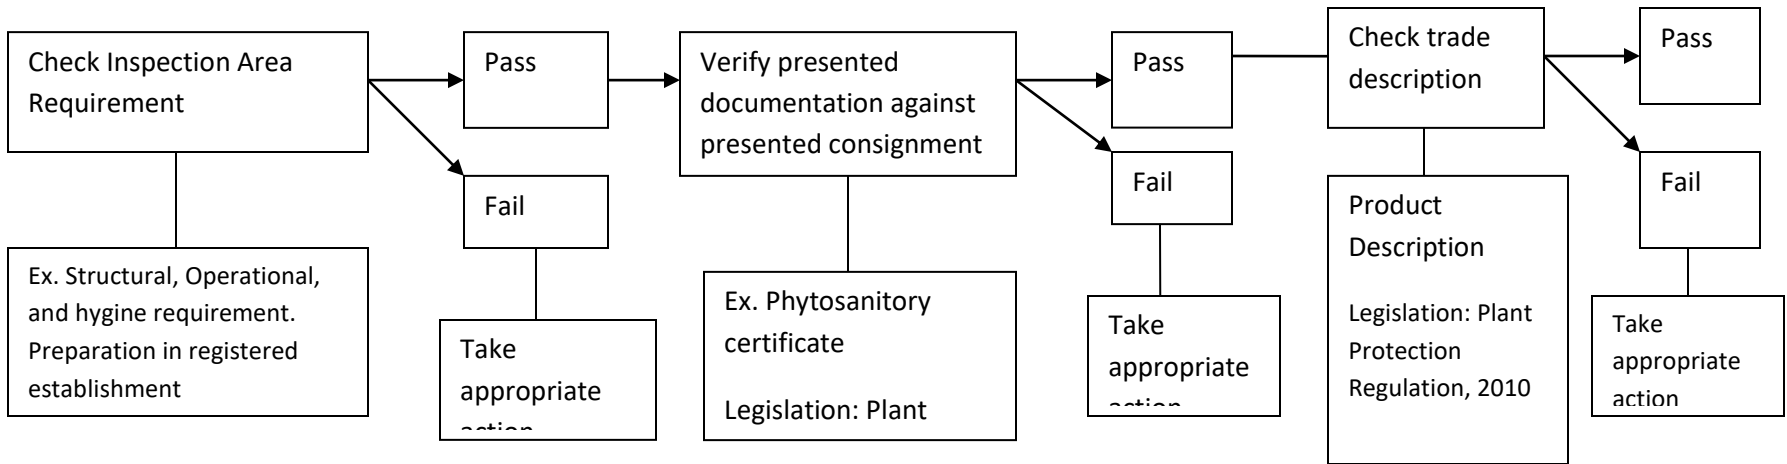 Check Inspection Area
Requirement
Pass
Fail
Ex. Structural, Operational,
and hygine requirement.
Preparation in registered
establishment
Take
appropriate
action
Verify presented
documentation against
presented consignment
Pass
Fail
Ex. Phytosanitory
certificate
Legislation: Plant
Take
appropriate
action
Check trade
description
Pass
Fail
Product
Description
Legislation: Plant
Protection
Regulation, 2010
Take
appropriate
action